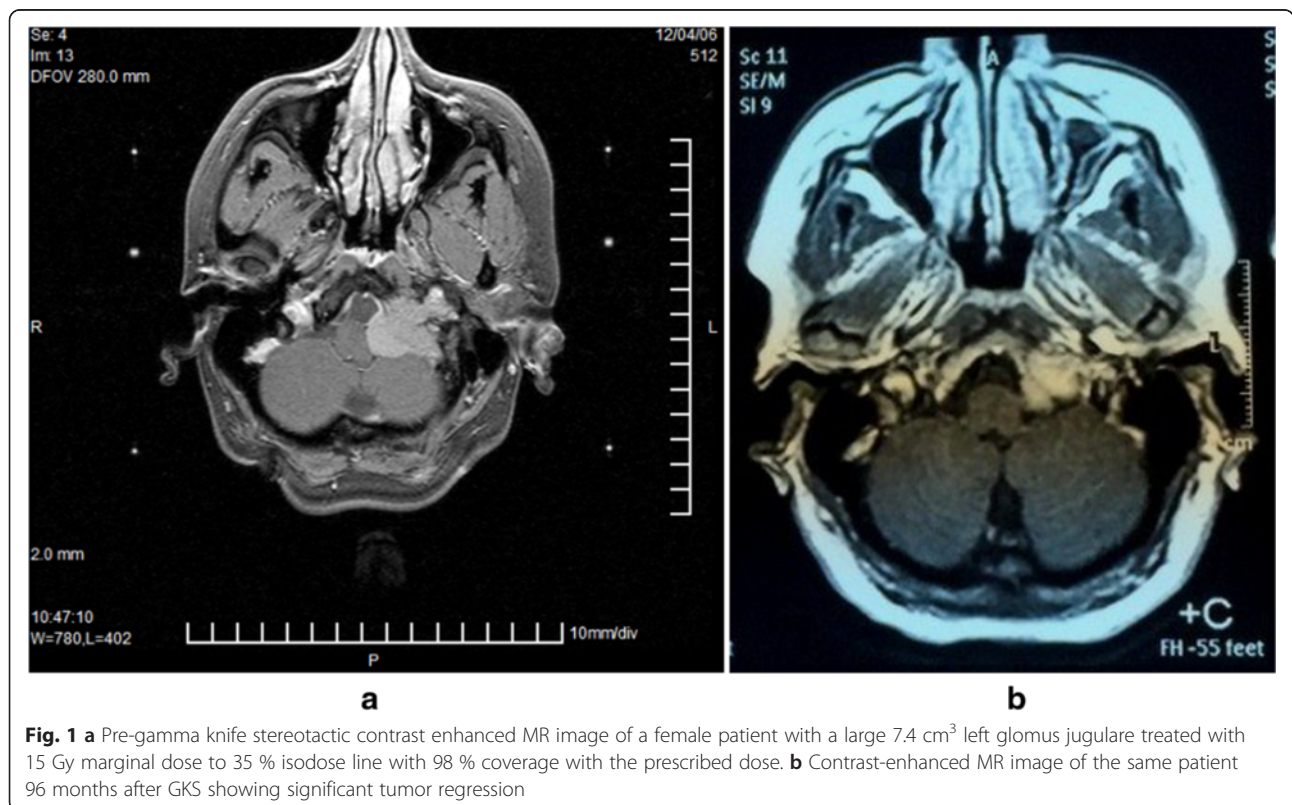 Se: 4
Im: 13
DFOV 280.0 mm
12/04/06
512
R
L
2.0 mm
10:47:10
W=780,L=402
10mm/div
P
Sc 11
SE/M
SI 9
A
S
S
S
cm
+C
FH -55 feet
a
b
Fig. 1 a Pre-gamma knife stereotactic contrast enhanced MR image of a female patient with a large 7.4 cm³ left glomus jugulare treated with
15 Gy marginal dose to 35 % isodose line with 98 % coverage with the prescribed dose. b Contrast-enhanced MR image of the same patient
96 months after GKS showing significant tumor regression